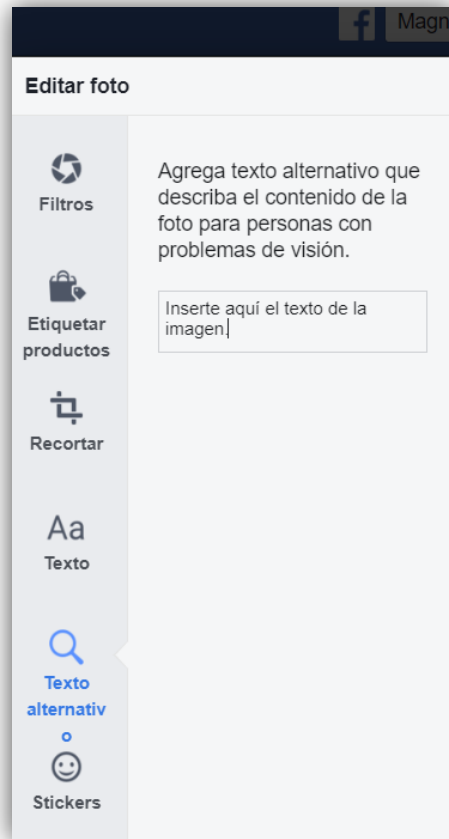 f Magn
Editar foto
Filtros
Etiquetar
productos
Recortar
Aa
Texto
Texto
alternativ
o
Stickers
Agrega texto alternativo que
describa el contenido de la
foto para personas con
problemas de visión.
Inserte aquí el texto de la
imagen.